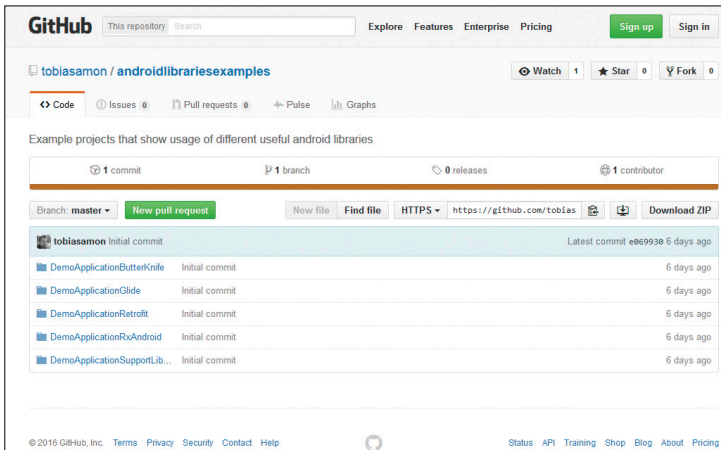 GitHub This repository Search Explore Features Enterprise Pricing Sign up Sign in
tobiasamon / androidlibrariesexamples Watch 1 Star 0 Fork 0
Code Issues 0 Pull requests 0 Pulse Graphs
Example projects that show usage of different useful android libraries
1 commit 1 branch 0 releases 1 contributor
Branch: master New pull request New file Find file HTTPS https://github.com/tobias Download ZIP
tobiasamon Initial commit Latest commit e069930 6 days ago
DemoApplicationButterKnife Initial commit 6 days ago
DemoApplicationGlide Initial commit 6 days ago
DemoApplicationRetrofit Initial commit 6 days ago
DemoApplicationRxAndroid Initial commit 6 days ago
DemoApplicationSupportLib... Initial commit 6 days ago
© 2016 GitHub, Inc. Terms Privacy Security Contact Help Status API Training Shop Blog About Pricing